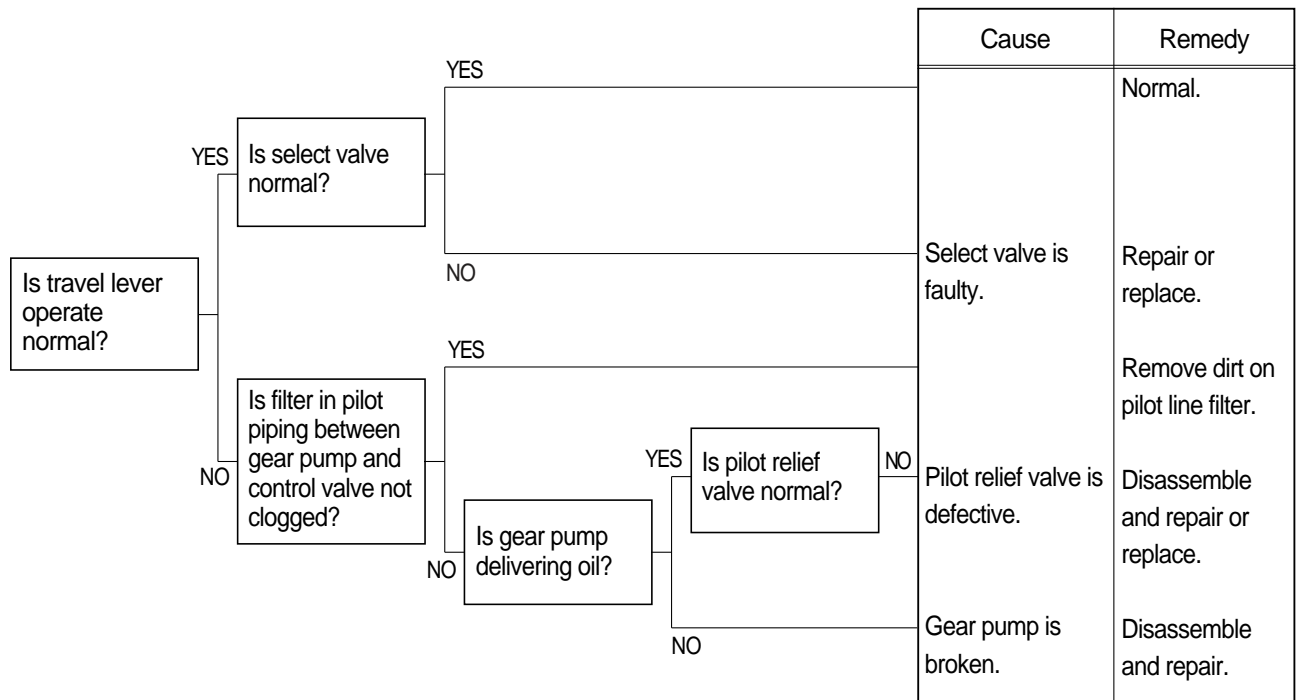 Cause
Remedy
YES
Normal.
YES
Is select valve
normal?
NO
Select valve is
faulty.
Repair or
replace.
Is travel lever
operate
normal?
YES
Remove dirt on
pilot line filter.
NO
Is filter in pilot
piping between
gear pump and
control valve not
clogged?
YES
Is pilot relief
valve normal?
NO
Pilot relief valve is
defective.
Disassemble
and repair or
replace.
NO
Is gear pump
delivering oil?
NO
Gear pump is
broken.
Disassemble
and repair.